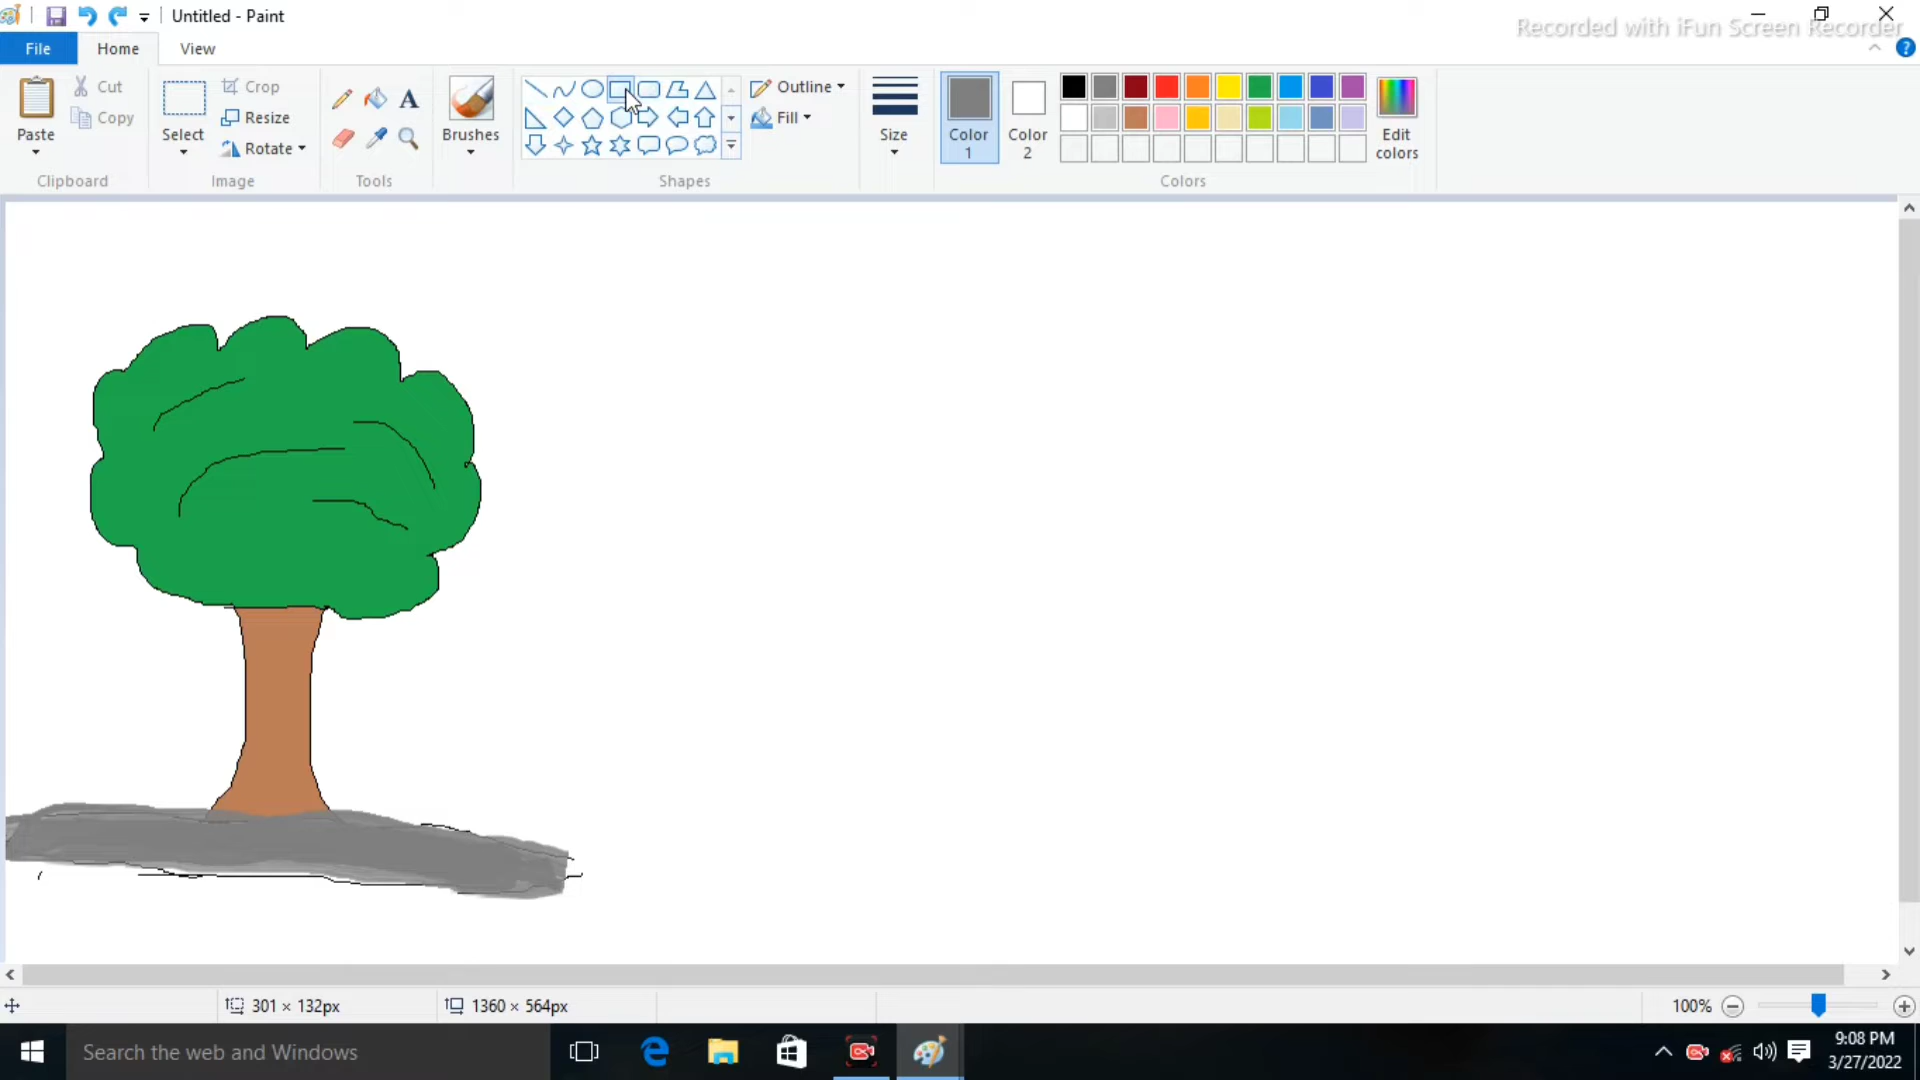 Untitled - Paint
Recorded with iFun Screen Recorder
File
Home
View
Paste
Cut
Copy
Clipboard
Select
Crop
Resize
Rotate
Image
Tools
Brushes
Shapes
Outline
Fill
Size
Color 1
Color 2
Edit colors
Colors
301 × 132px
1360 × 564px
100%
Search the web and Windows
9:08 PM
3/27/2022